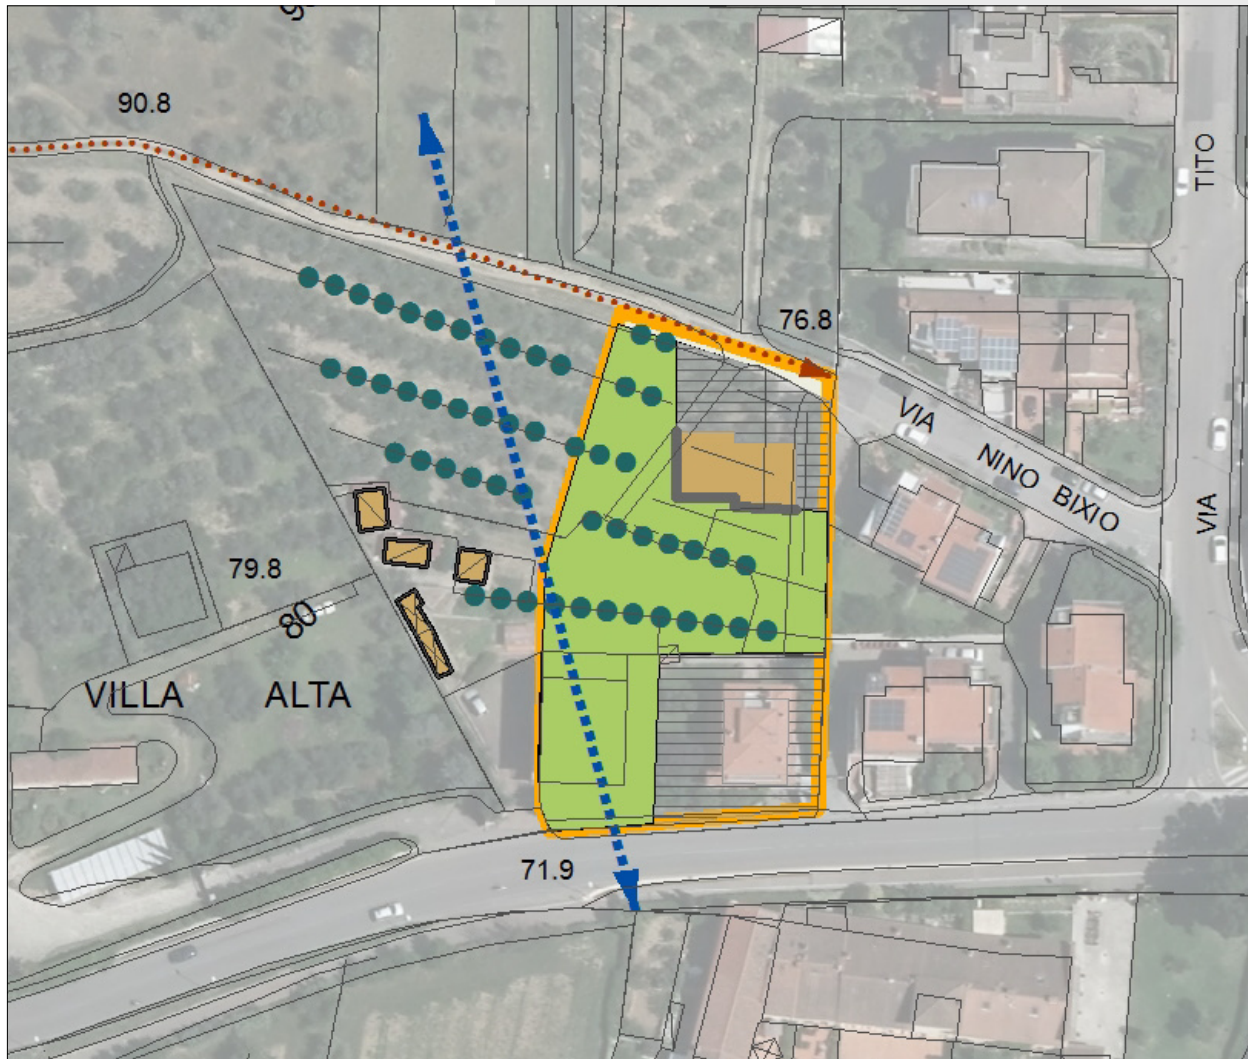 90.8
TITO
76.8
VIA
NINO BIXIO
VIA
79.8
80
VILLA ALTA
71.9